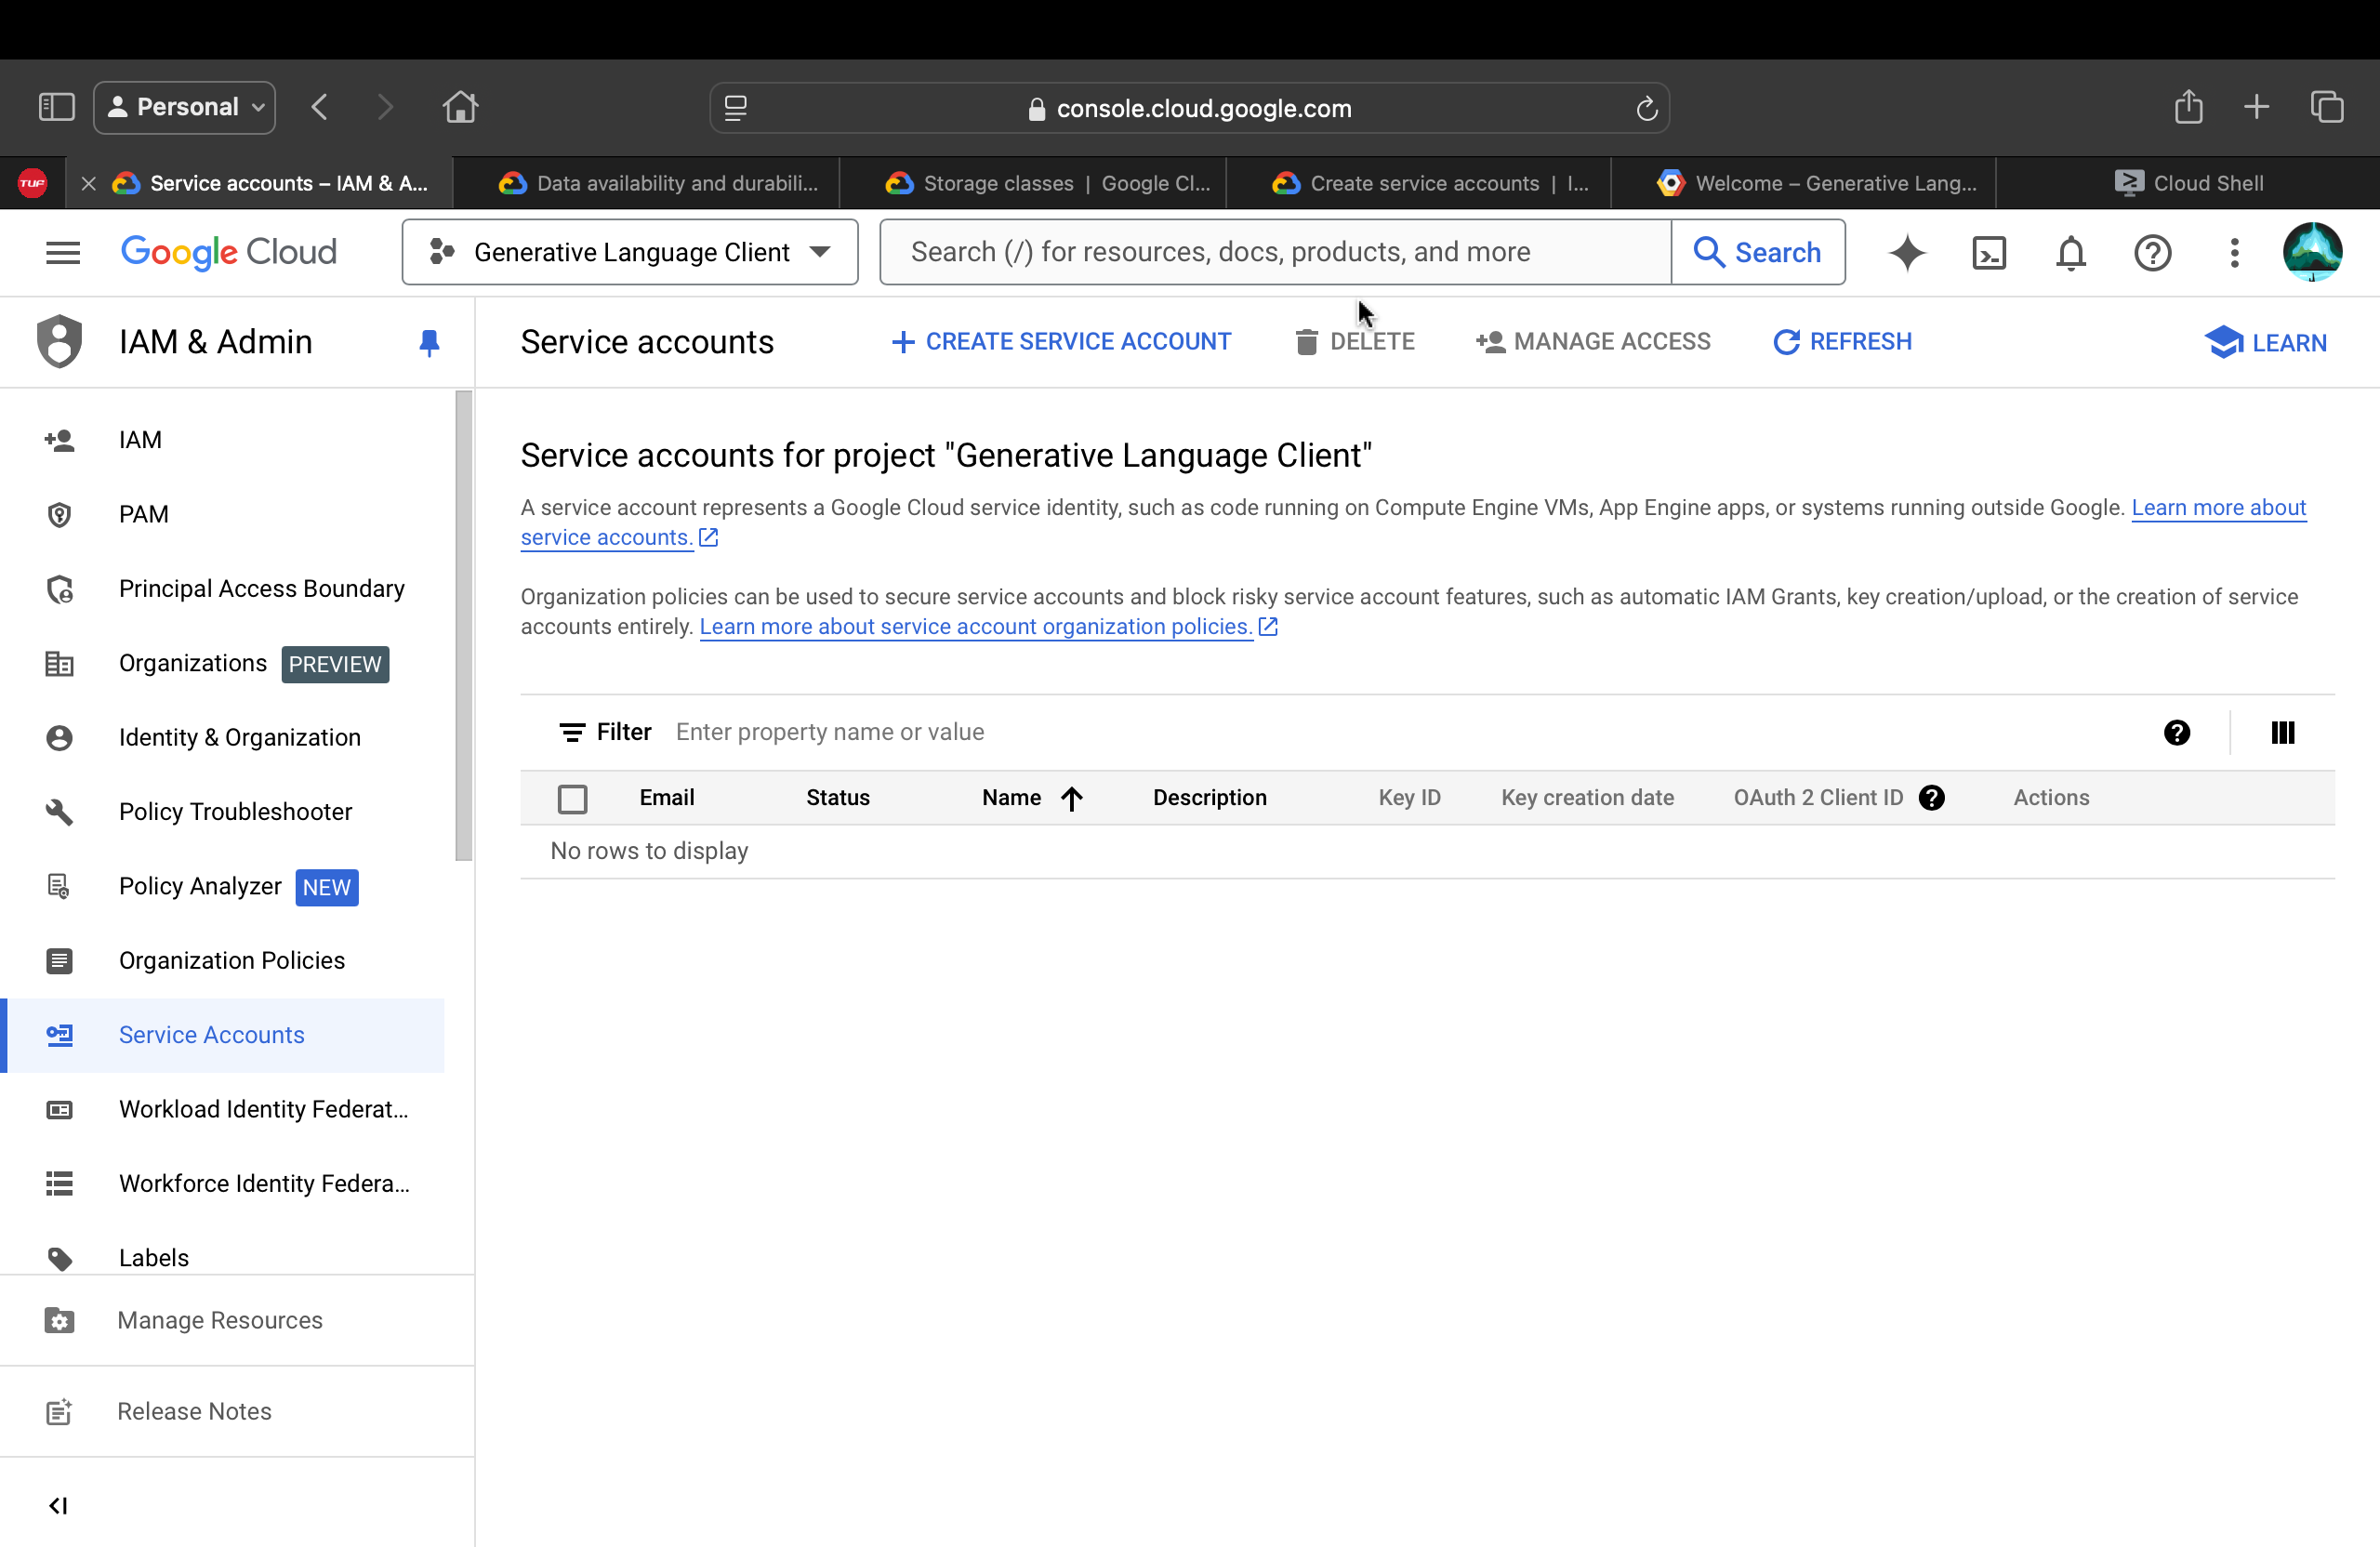 Personal
console.cloud.google.com
TUF
Service accounts – IAM & A...
Data availability and durabili...
Storage classes | Google Cl...
Create service accounts | I...
Welcome – Generative Lang...
Cloud Shell
Google Cloud
Generative Language Client
Search (/) for resources, docs, products, and more
Search
IAM & Admin
Service accounts
CREATE SERVICE ACCOUNT
DELETE
MANAGE ACCESS
REFRESH
LEARN
IAM
PAM
Principal Access Boundary
Organizations PREVIEW
Identity & Organization
Policy Troubleshooter
Policy Analyzer NEW
Organization Policies
Service Accounts
Workload Identity Federat...
Workforce Identity Federa...
Labels
Manage Resources
Release Notes
Service accounts for project "Generative Language Client"
A service account represents a Google Cloud service identity, such as code running on Compute Engine VMs, App Engine apps, or systems running outside Google. Learn more about
service accounts.
Organization policies can be used to secure service accounts and block risky service account features, such as automatic IAM Grants, key creation/upload, or the creation of service
accounts entirely. Learn more about service account organization policies.
Filter Enter property name or value
Email Status Name Description Key ID Key creation date OAuth 2 Client ID Actions
No rows to display